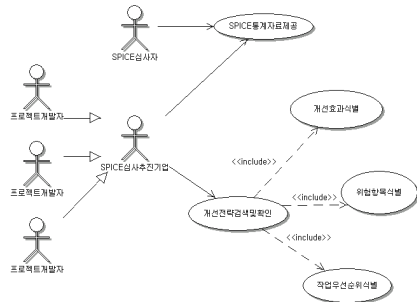 SPICE통계자료제공
SPICE심사자
개선효과식별
프로젝트개발자
SPICE심사추진기업
<<include>>
프로젝트개발자
<<include>>
위험항목식별
개선전략검색및확인
<<include>>
프로젝트개발자
작업우선순위식별